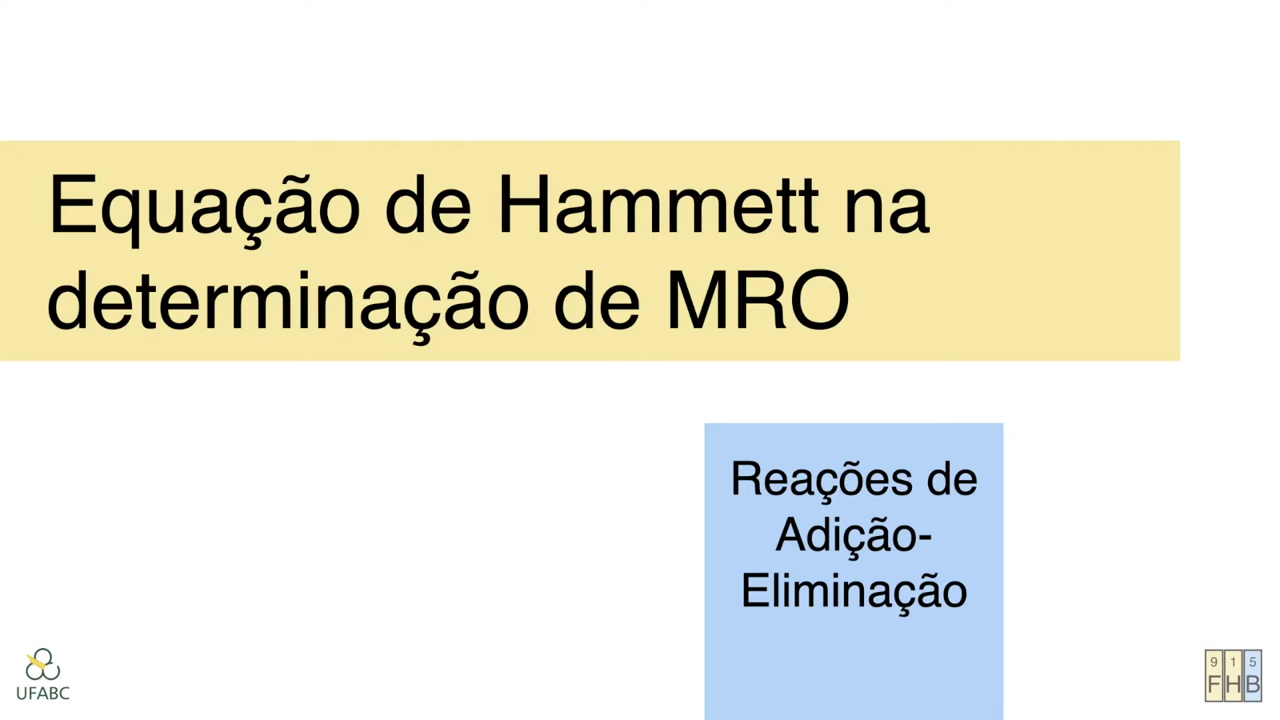 Equação de Hammett na
determinação de MRO
Reações de
Adição-
Eliminação
UFABC
9 1 5
F H B